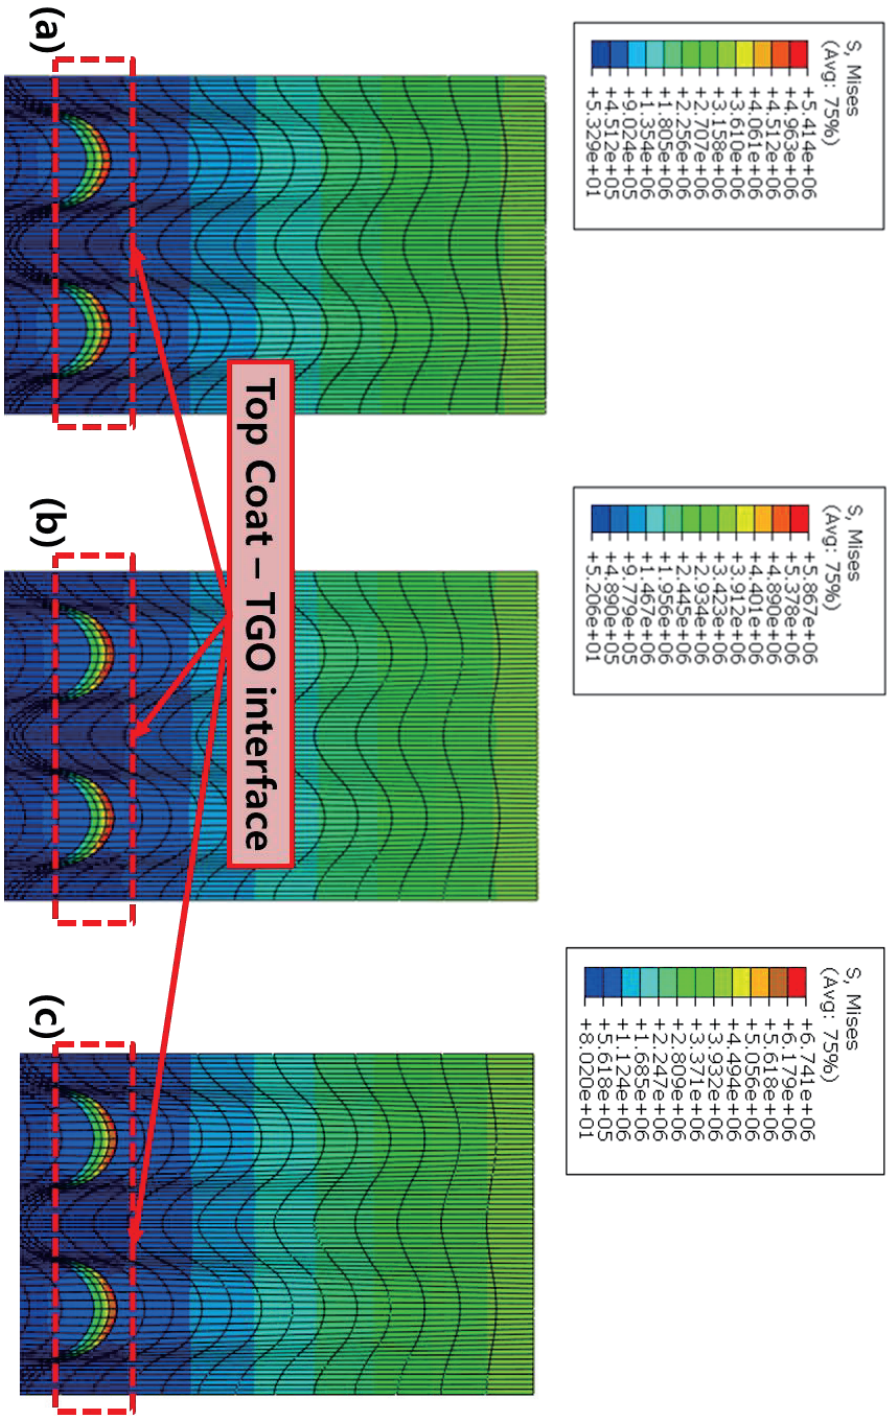 S, Mises
(Avg: 75%)
+5.414e+06
+4.963e+06
+4.512e+06
+4.061e+06
+3.610e+06
+3.158e+06
+2.707e+06
+2.256e+06
+1.805e+06
+1.354e+06
+9.024e+05
+4.512e+05
+5.329e+01
S, Mises
(Avg: 75%)
+5.867e+06
+5.378e+06
+4.890e+06
+4.401e+06
+3.912e+06
+3.423e+06
+2.934e+06
+2.445e+06
+1.956e+06
+1.467e+06
+9.779e+05
+4.890e+05
+5.206e+01
S, Mises
(Avg: 75%)
+6.741e+06
+6.179e+06
+5.618e+06
+5.056e+06
+4.494e+06
+3.932e+06
+3.371e+06
+2.809e+06
+2.247e+06
+1.685e+06
+1.124e+06
+5.618e+05
+8.020e+01
Top Coat – TGO interface
(a)
(b)
(c)